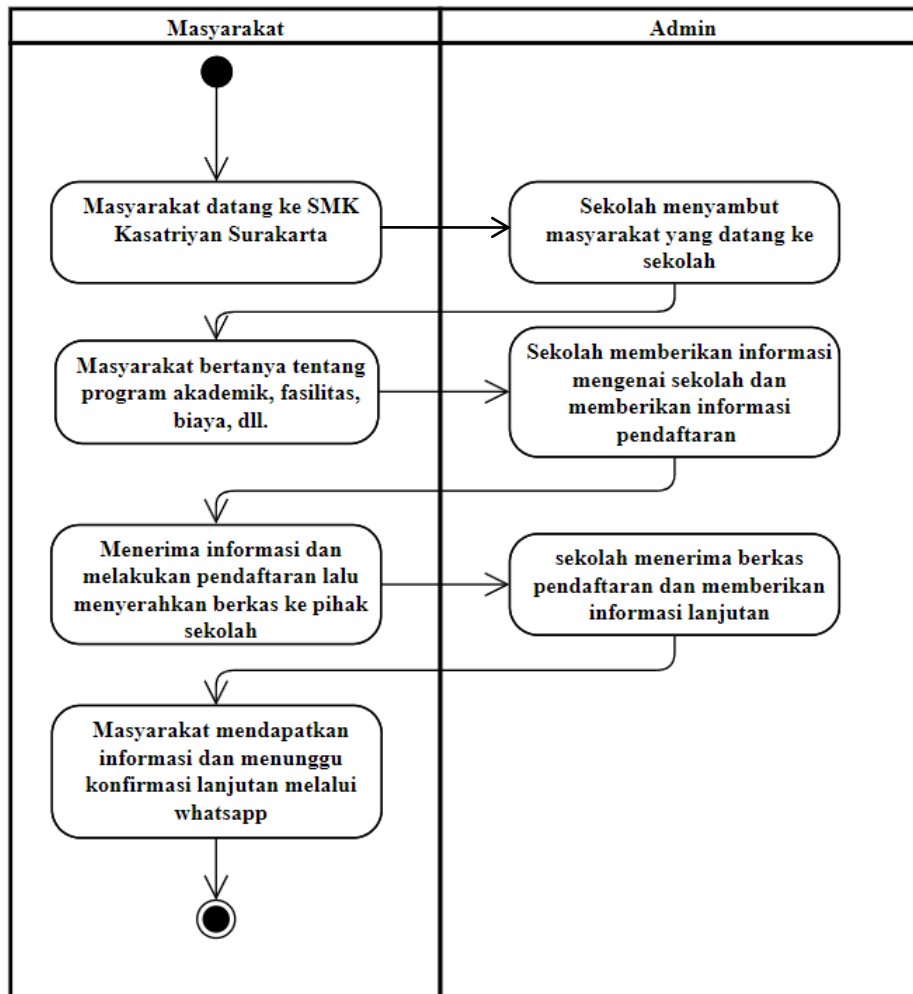 Masyarakat
Admin
Masyarakat datang ke SMK
Kasatriyan Surakarta
Sekolah menyambut
masyarakat yang datang ke
sekolah
Masyarakat bertanya tentang
program akademik, fasilitas,
biaya, dll.
Sekolah memberikan informasi
mengenai sekolah dan
memberikan informasi
pendaftaran
Menerima informasi dan
melakukan pendaftaran lalu
menyerahkan berkas ke pihak
sekolah
sekolah menerima berkas
pendaftaran dan memberikan
informasi lanjutan
Masyarakat mendapatkan
informasi dan menunggu
konfirmasi lanjutan melalui
whatsapp